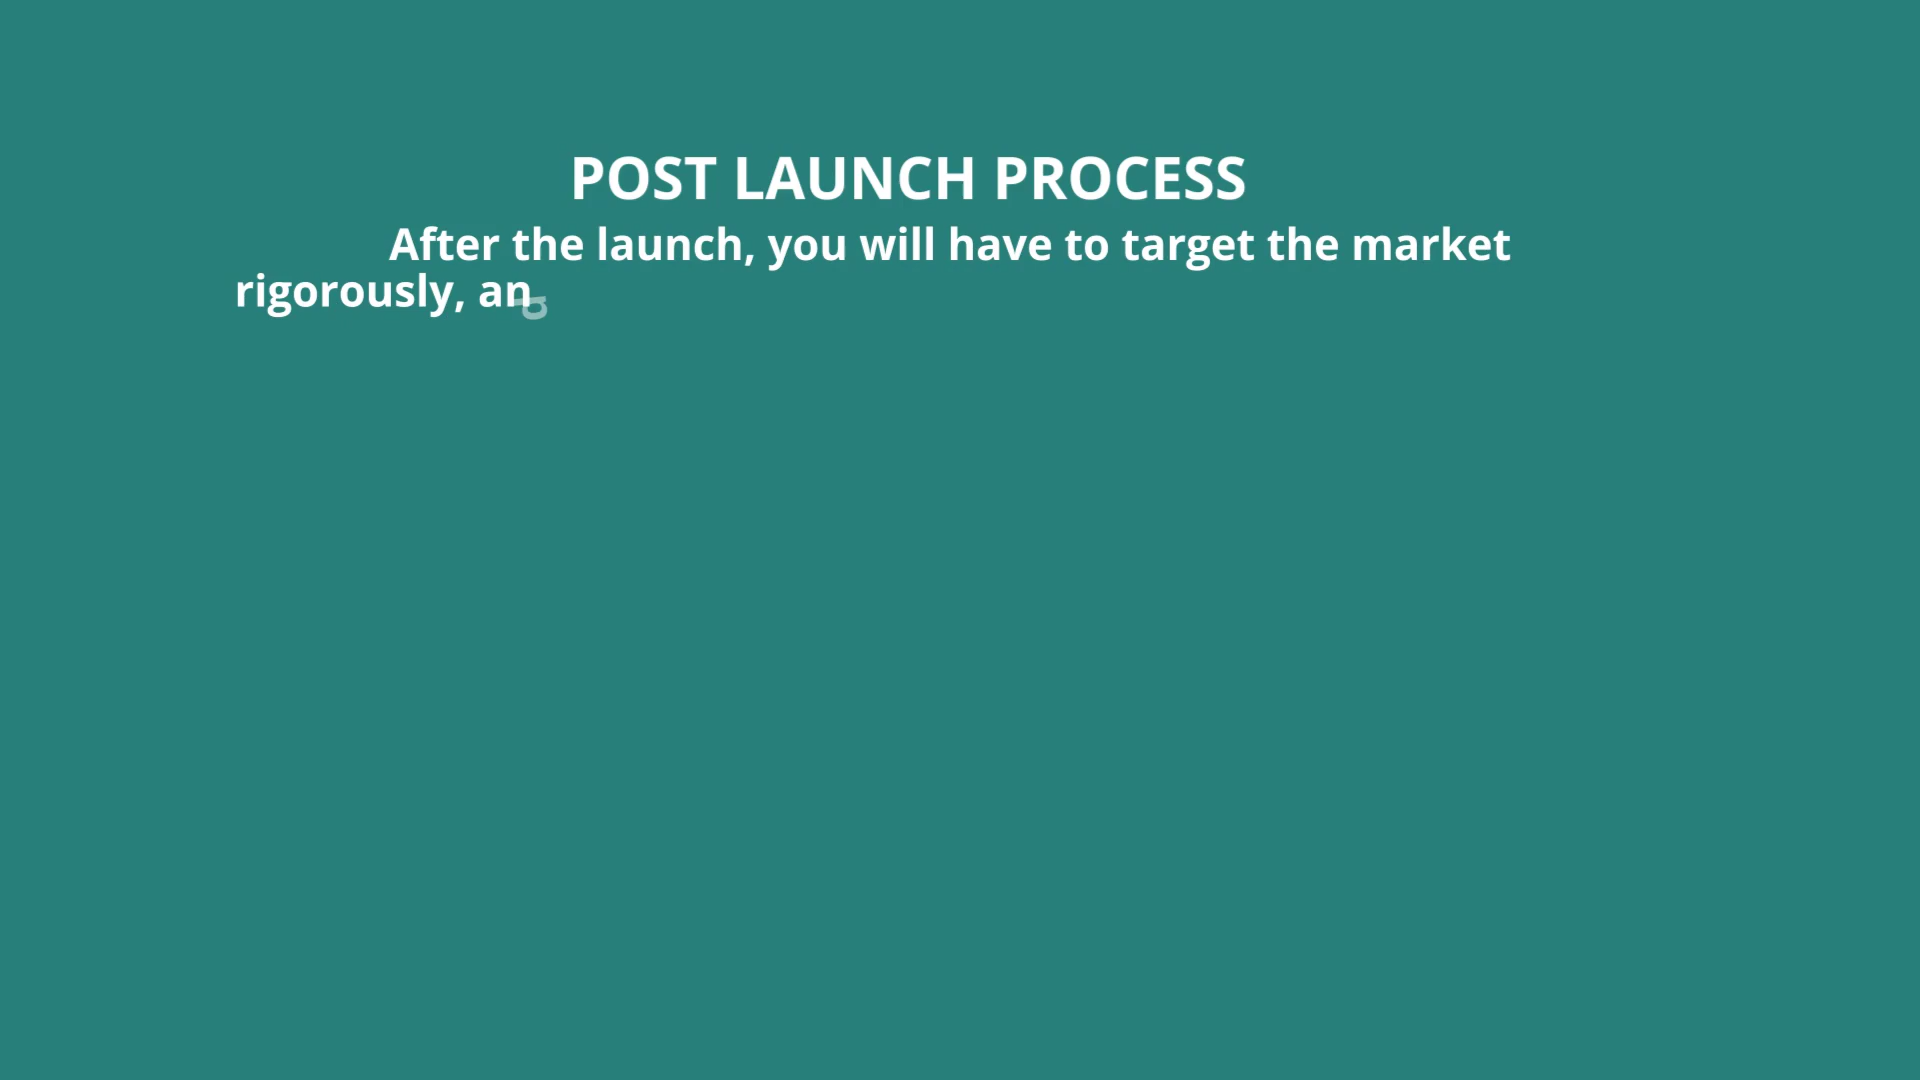 POST LAUNCH PROCESS
After the launch, you will have to target the market
rigorously, an